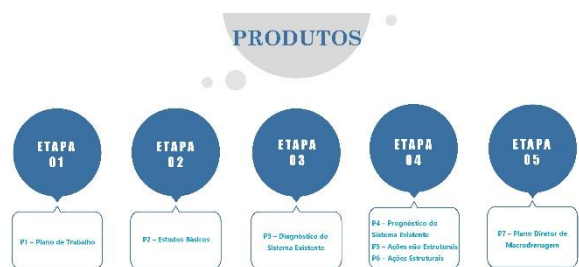 PRODUTOS
ETAPA
01
ETAPA
02
ETAPA
03
ETAPA
04
ETAPA
05
P1 – Plano de Trabalho
P2 – Estudos Básicos
P3 – Diagnóstico do
Sistema Existente
P4 – Prognóstico do
Sistema Existente
P5 – Ações não Estruturais
P6 – Ações Estruturais
P7 – Plano Diretor de
Macrodrenagem